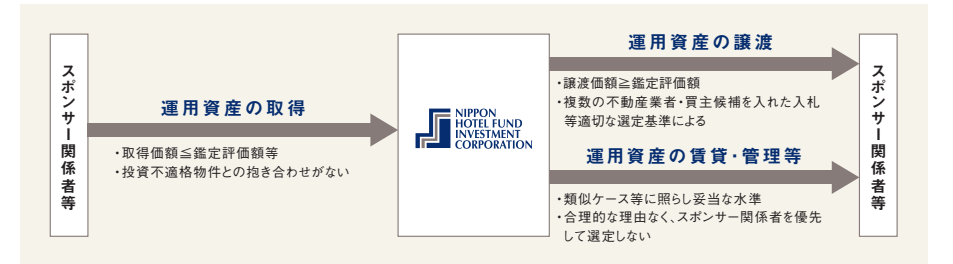 スポンサー関係者等
運用資産の取得
・取得価額≦鑑定評価額等
・投資不適格物件との抱き合わせがない
NIPPON
HOTEL FUND
INVESTMENT
CORPORATION
運用資産の譲渡
・譲渡価額≧鑑定評価額
・複数の不動産業者・買主候補を入れた入札
等適切な選定基準による
運用資産の賃貸・管理等
・類似ケース等に照らし妥当な水準
・合理的な理由なく、スポンサー関係者を優先
して選定しない
スポンサー関係者等